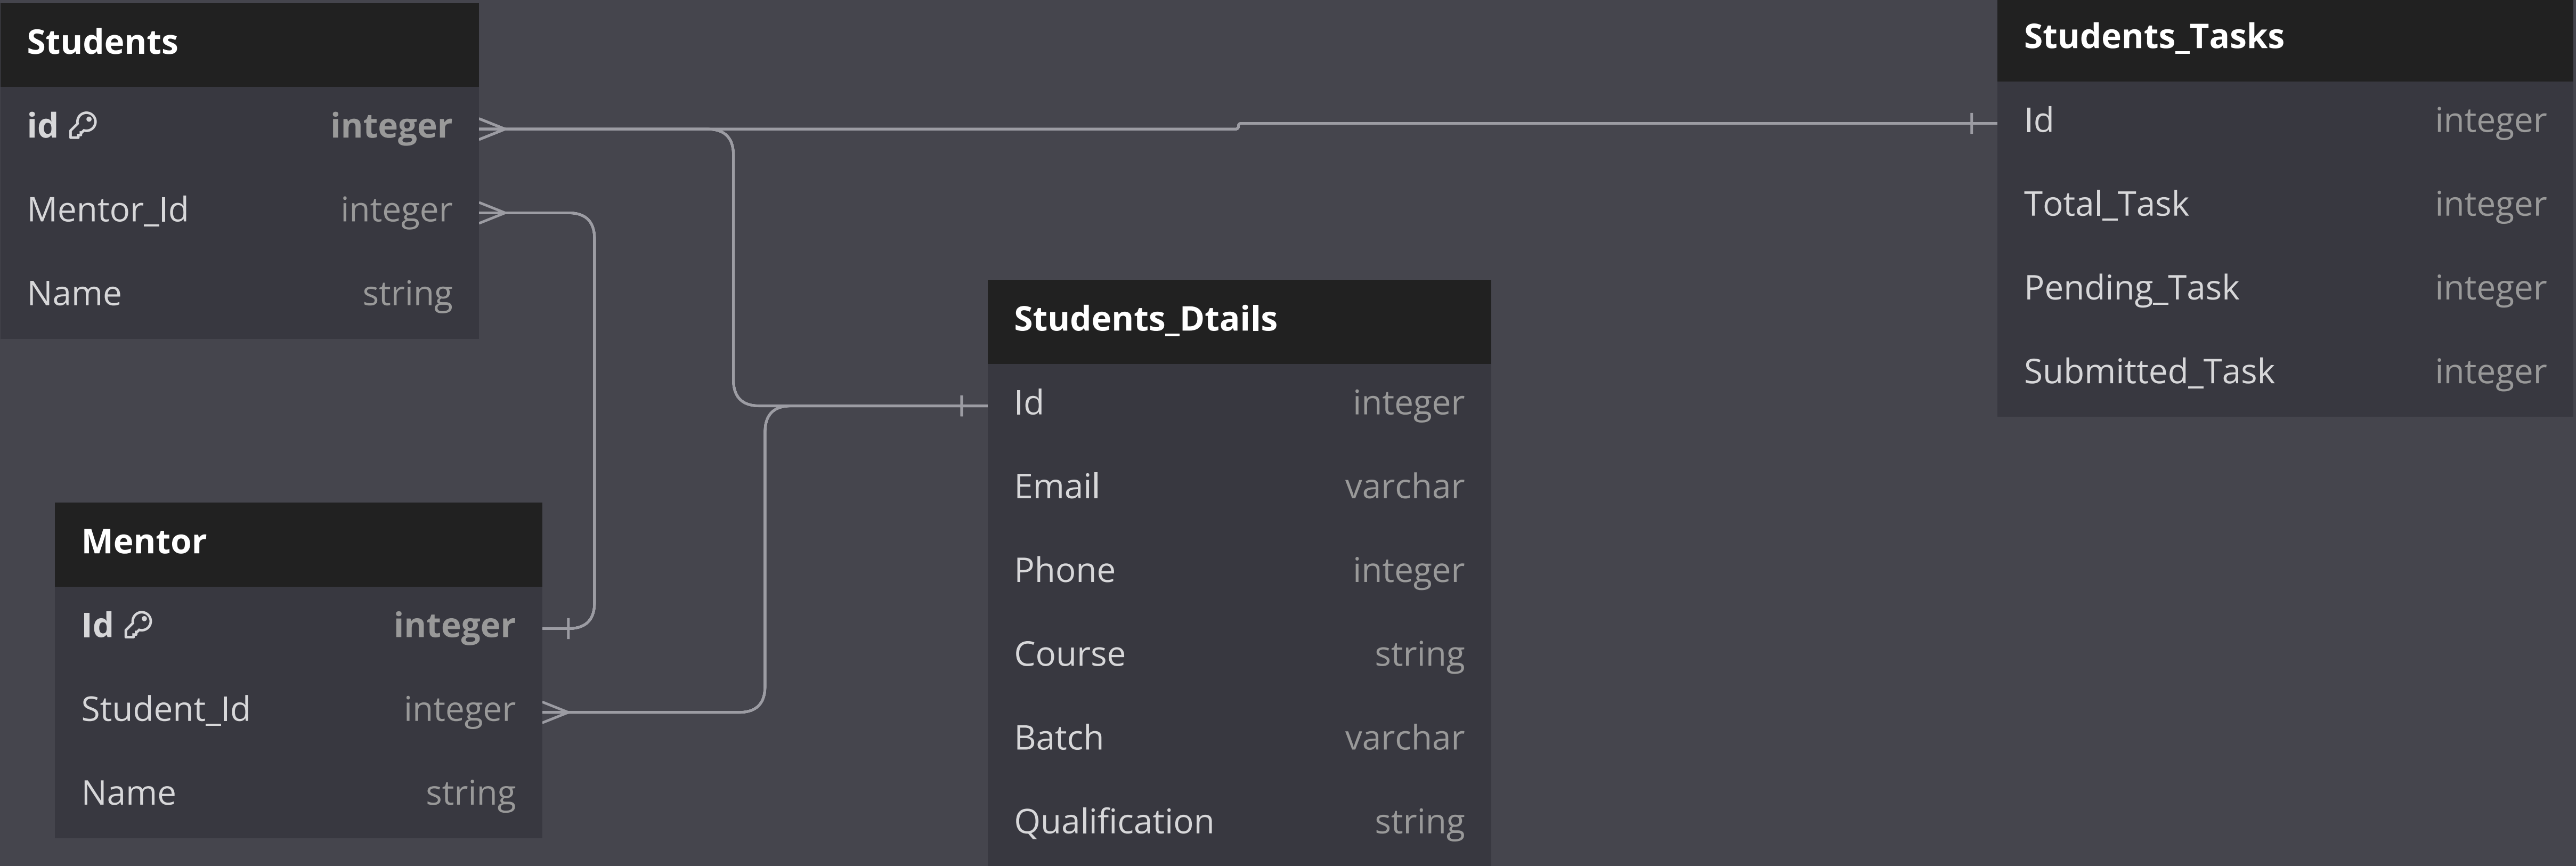 Students
id integer
Mentor_Id integer
Name string
Students_Tasks
Id integer
Total_Task integer
Pending_Task integer
Submitted_Task integer
Students_Dtails
Id integer
Email varchar
Phone integer
Course string
Batch varchar
Qualification string
Mentor
Id integer
Student_Id integer
Name string